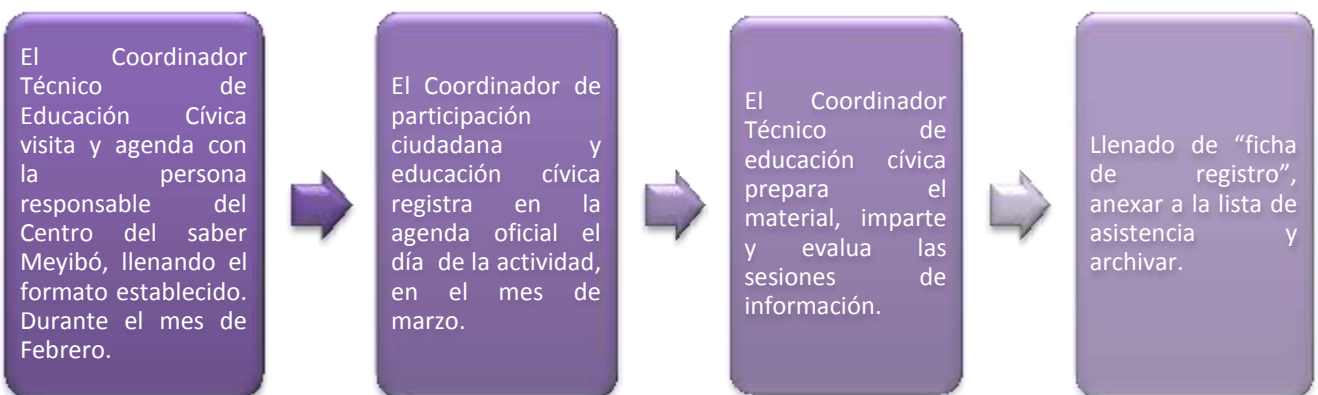 El Coordinador
Técnico de
Educación Cívica
visita y agenda con
la persona
responsable del
Centro del saber
Meyibó, llenando el
formato establecido.
Durante el mes de
Febrero.
El Coordinador de
participación
ciudadana y
educación cívica
registra en la
agenda oficial el
día de la actividad,
en el mes de
marzo.
El Coordinador
Técnico de
educación cívica
prepara el
material, imparte
y evalua las
sesiones de
información.
Llenado de “ficha
de registro”,
anexar a la lista de
asistencia y
archivar.